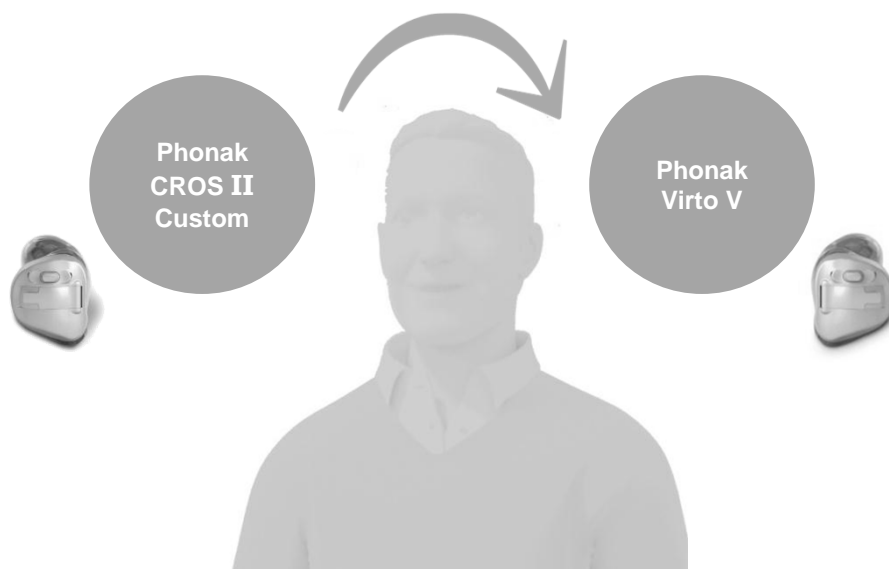 Phonak
CROS II
Custom
Phonak
Virto V